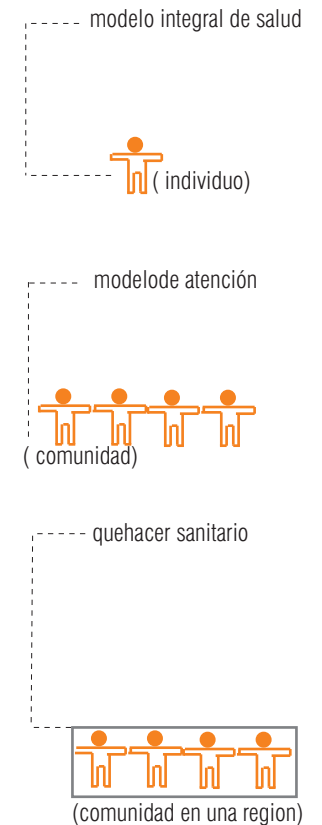 modelo integral de salud
( individuo)
modelode atención
( comunidad)
quehacer sanitario
(comunidad en una region)